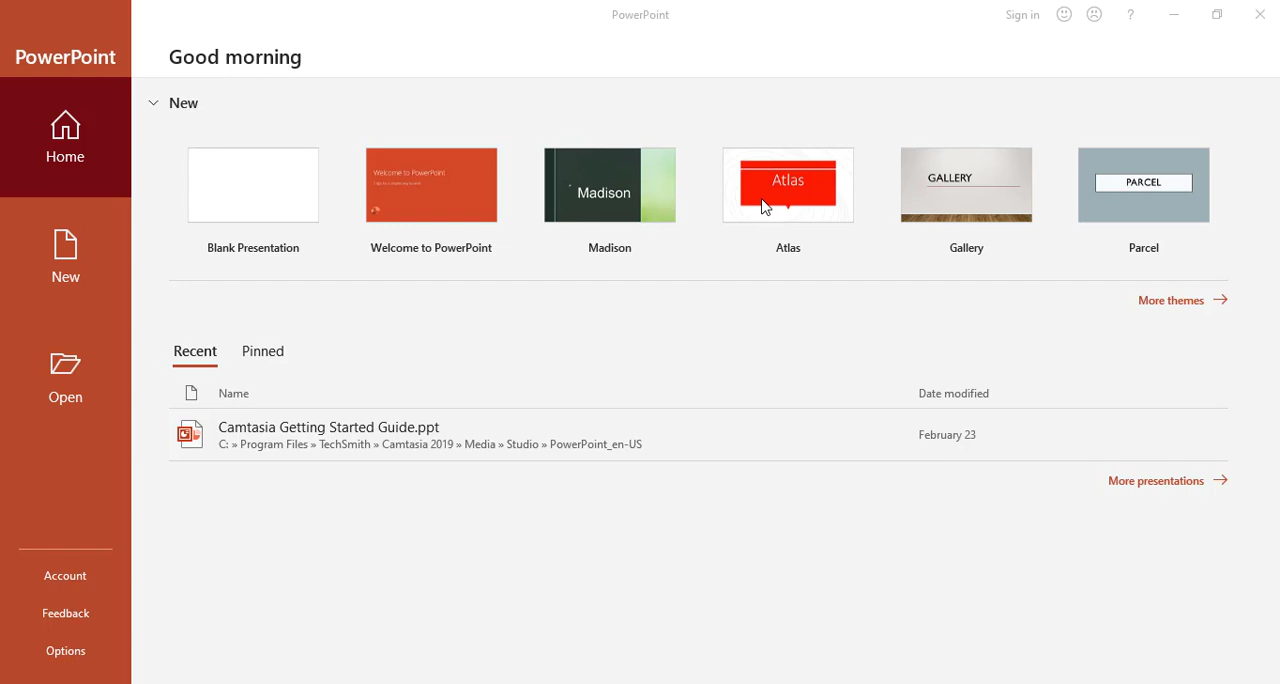 PowerPoint
Sign in
?
PowerPoint
Good morning
Home
New
Open
Account
Feedback
Options
New
Welcome to PowerPoint
Madison
Atlas
GALLERY
PARCEL
Blank Presentation
Welcome to PowerPoint
Madison
Atlas
Gallery
Parcel
More themes
Recent
Pinned
Name
Date modified
Camtasia Getting Started Guide.ppt
C: » Program Files » TechSmith » Camtasia 2019 » Media » Studio » PowerPoint_en-US
February 23
More presentations